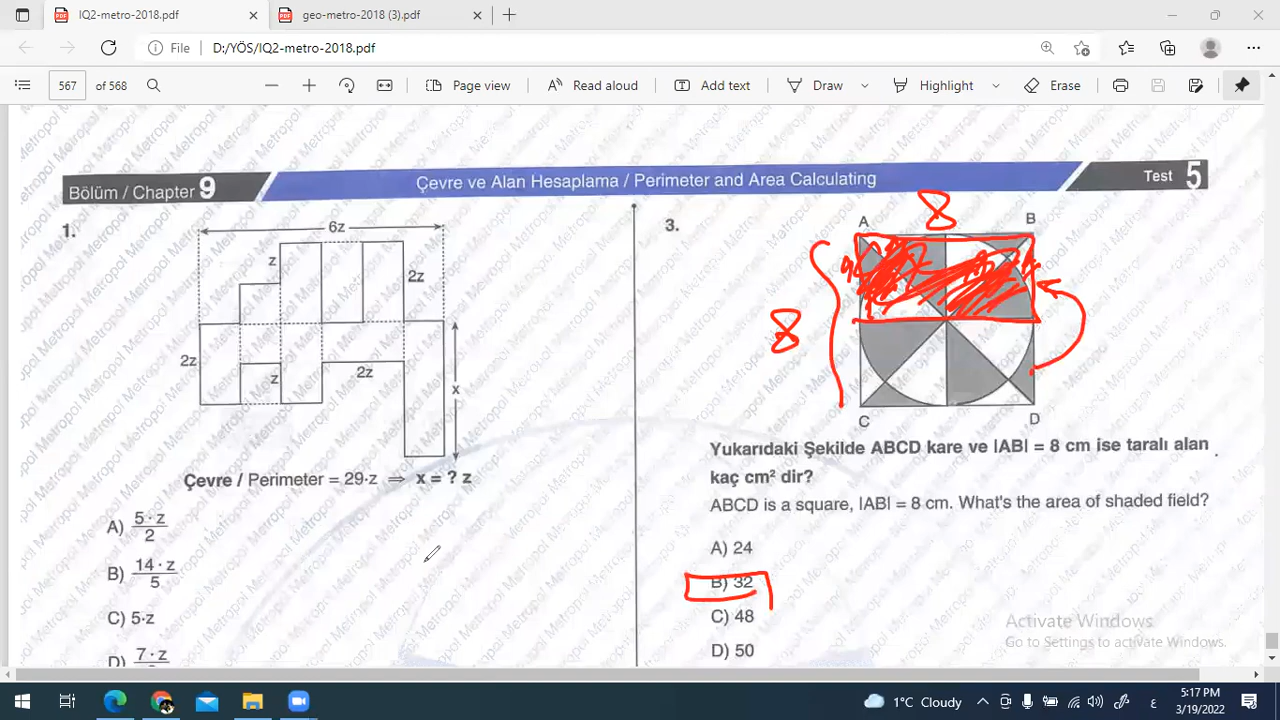 IQ2-metro-2018.pdf
geo-metro-2018 (3).pdf
File
D:/YÖS/IQ2-metro-2018.pdf
567
of 568
Page view
Read aloud
Add text
Draw
Highlight
Erase
Bölüm / Chapter 9
Çevre ve Alan Hesaplama / Perimeter and Area Calculating
Test 5
1.
6z
z
2z
2z
z
2z
x
Çevre / Perimeter = 29·z ⇒ x = ? z
A) 5·z/2
B) 14·z/5
C) 5·z
3.
8
A
B
8
C
D
Yukarıdaki Şekilde ABCD kare ve |AB| = 8 cm ise taralı alan
kaç cm² dir?
ABCD is a square, |AB| = 8 cm. What's the area of shaded field?
A) 24
B) 32
C) 48
D) 50
Activate Windows
Go to Settings to activate Windows.
1°C Cloudy
ع
5:17 PM
3/19/2022